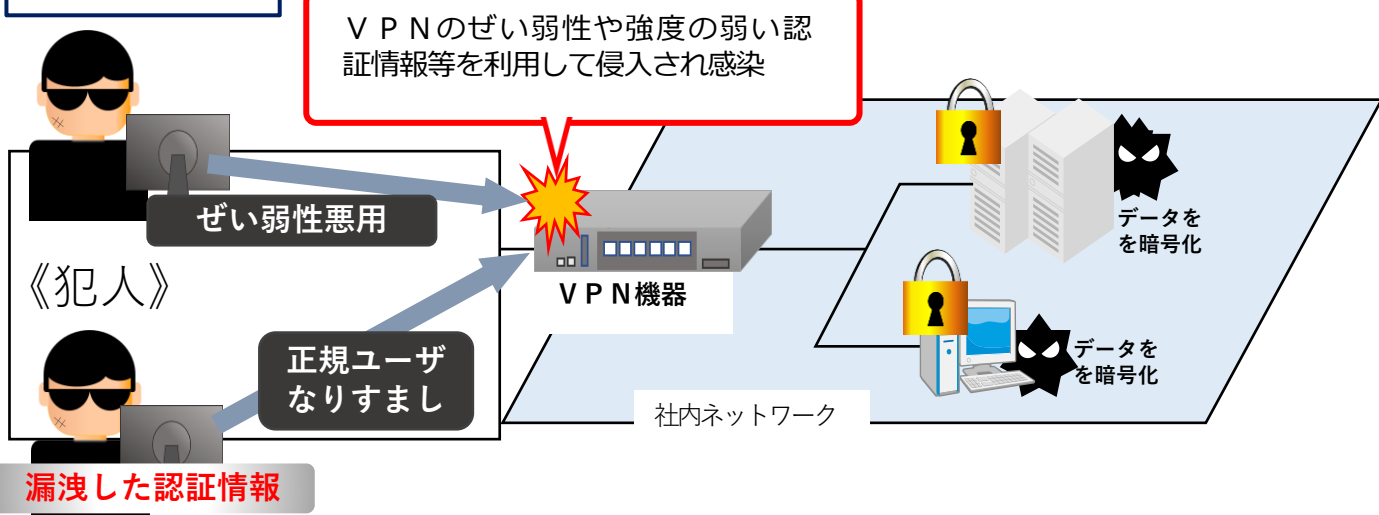 ＶＰＮのぜい弱性や強度の弱い認
証情報等を利用して侵入され感染
ぜい弱性悪用
《犯人》
ＶＰＮ機器
正規ユーザ
なりすまし
データを
を暗号化
データを
を暗号化
社内ネットワーク
漏洩した認証情報